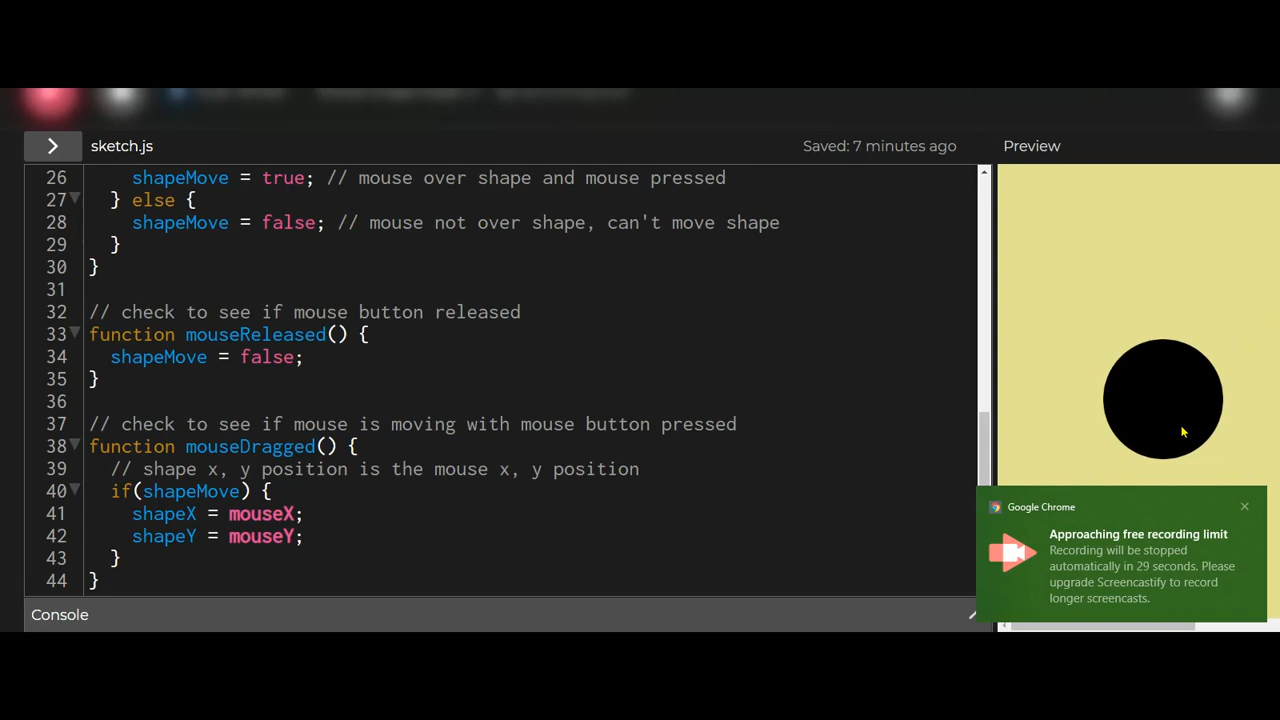 sketch.js
Saved: 7 minutes ago
Preview
26 shapeMove = true; // mouse over shape and mouse pressed
27 } else {
28 shapeMove = false; // mouse not over shape, can't move shape
29 }
30 }
31
32 // check to see if mouse button released
33 function mouseReleased() {
34 shapeMove = false;
35 }
36
37 // check to see if mouse is moving with mouse button pressed
38 function mouseDragged() {
39 // shape x, y position is the mouse x, y position
40 if(shapeMove) {
41 shapeX = mouseX;
42 shapeY = mouseY;
43 }
44 }
Console
Google Chrome
Approaching free recording limit
Recording will be stopped
automatically in 29 seconds. Please
upgrade Screencastify to record
longer screencasts.